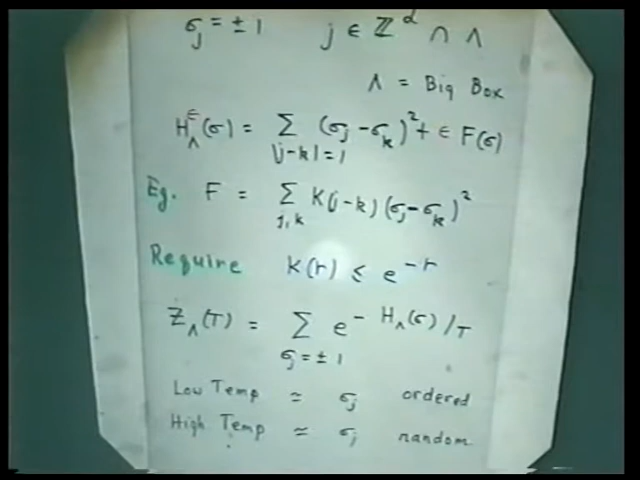 σ_j = ±1 j ∈ ℤ^d ∩ Λ
Λ = Big Box
H_Λ^ϵ(σ) = Σ_{|j-k|=1} (σ_j - σ_k)² + ϵ F(σ)
Eg. F = Σ_{j,k} K(j-k) (σ_j - σ_k)²
Require K(r) ≤ e^{-r}
Z_Λ(T) = Σ_{σ_j = ±1} e^{- H_Λ(σ)/T}
Low Temp ≈ σ_j ordered
High Temp ≈ σ_j random